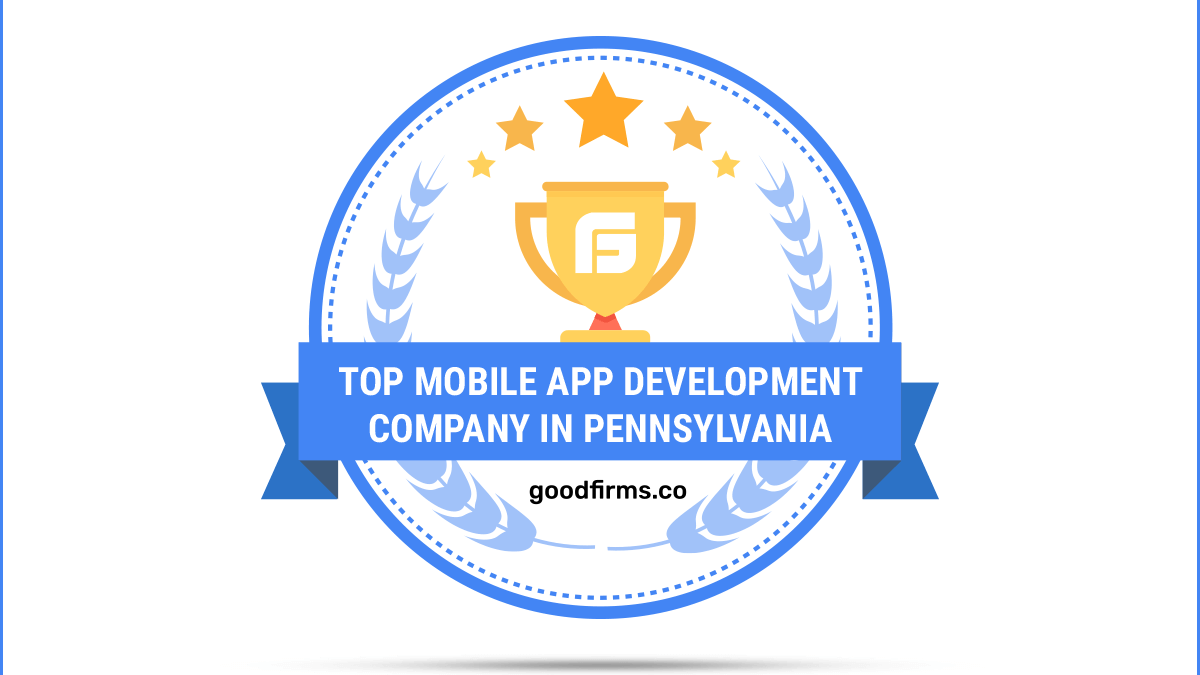 TOP MOBILE APP DEVELOPMENT
COMPANY IN PENNSYLVANIA
goodfirms.co